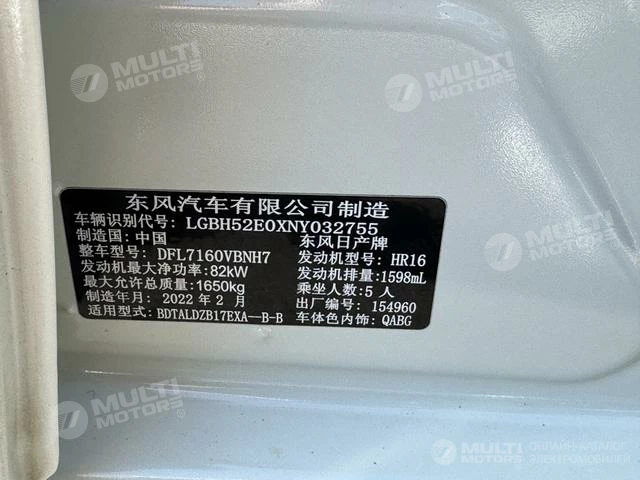 MULTI
MOTORS®
MULTI
MOTORS®
东风汽车有限公司制造
车辆识别代号: LGBH52E0XNY032755
制造国: 中国 东风日产牌
整车型号: DFL7160VBNH7 发动机型号: HR16
发动机最大净功率: 82kW 发动机排量: 1598mL
最大允许总质量: 1650kg 乘坐人数: 5 人
制造年月: 2022 年 2 月 出厂编号: 154960
适用型式: BDTALDZB17EXA—B-B 车体色内饰: QABG
MULTI
MOTORS®
MULTI
MOTORS
ОНЛАЙН-КАТАЛОГ
ЭЛЕКТРОМОБИЛЕЙ